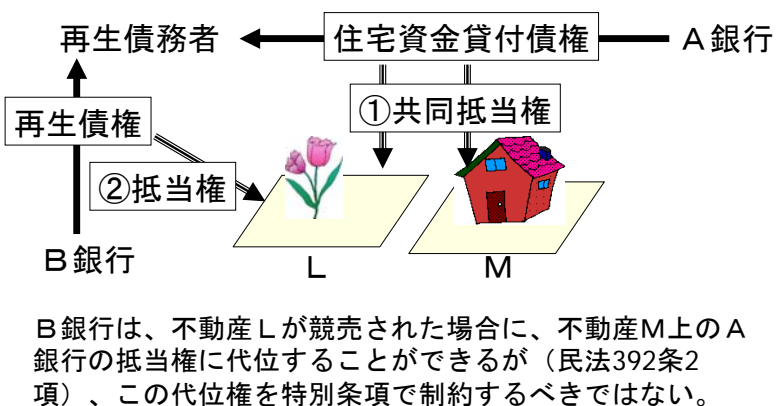 再生債務者
住宅資金貸付債権
Ａ銀行
①共同抵当権
再生債権
②抵当権
Ｂ銀行
Ｌ
Ｍ
Ｂ銀行は、不動産Ｌが競売された場合に、不動産Ｍ上のＡ
銀行の抵当権に代位することができるが（民法392条2
項）、この代位権を特別条項で制約するべきではない。